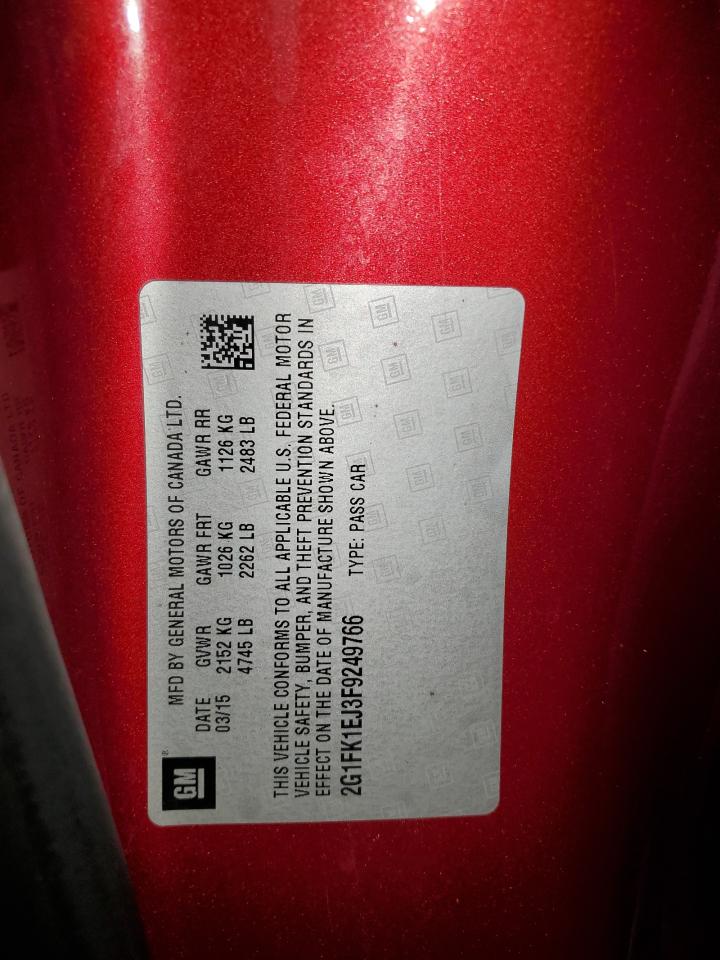 GM ®
MFD BY GENERAL MOTORS OF CANADA LTD.
DATE GVWR GAWR FRT GAWR RR
03/15 2152 KG 1026 KG 1126 KG
4745 LB 2262 LB 2483 LB
THIS VEHICLE CONFORMS TO ALL APPLICABLE U.S. FEDERAL MOTOR
VEHICLE SAFETY, BUMPER, AND THEFT PREVENTION STANDARDS IN
EFFECT ON THE DATE OF MANUFACTURE SHOWN ABOVE.
2G1FK1EJ3F9249766 TYPE: PASS CAR